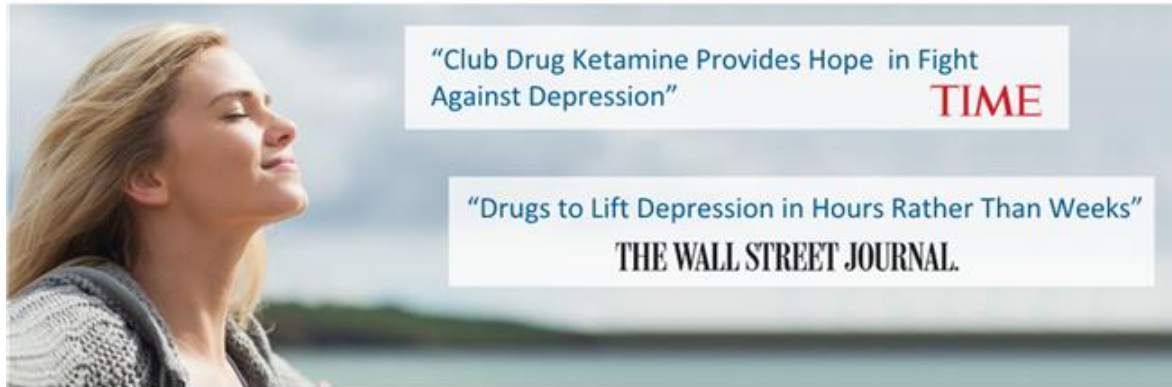 “Club Drug Ketamine Provides Hope in Fight
Against Depression”
TIME
“Drugs to Lift Depression in Hours Rather Than Weeks”
THE WALL STREET JOURNAL.